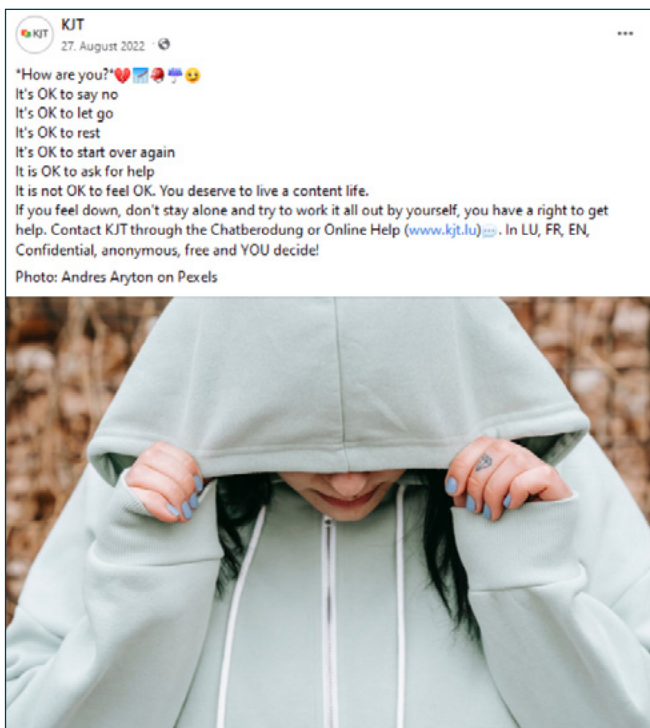 KJT
KJT
27. August 2022
*How are you?*💔🌠⛑️☔😉
It's OK to say no
It's OK to let go
It's OK to rest
It's OK to start over again
It is OK to ask for help
It is not OK to feel OK. You deserve to live a content life.
If you feel down, don't stay alone and try to work it all out by yourself, you have a right to get
help. Contact KJT through the Chatberodung or Online Help (www.kjt.lu)💬. In LU, FR, EN,
Confidential, anonymous, free and YOU decide!
Photo: Andres Aryton on Pexels